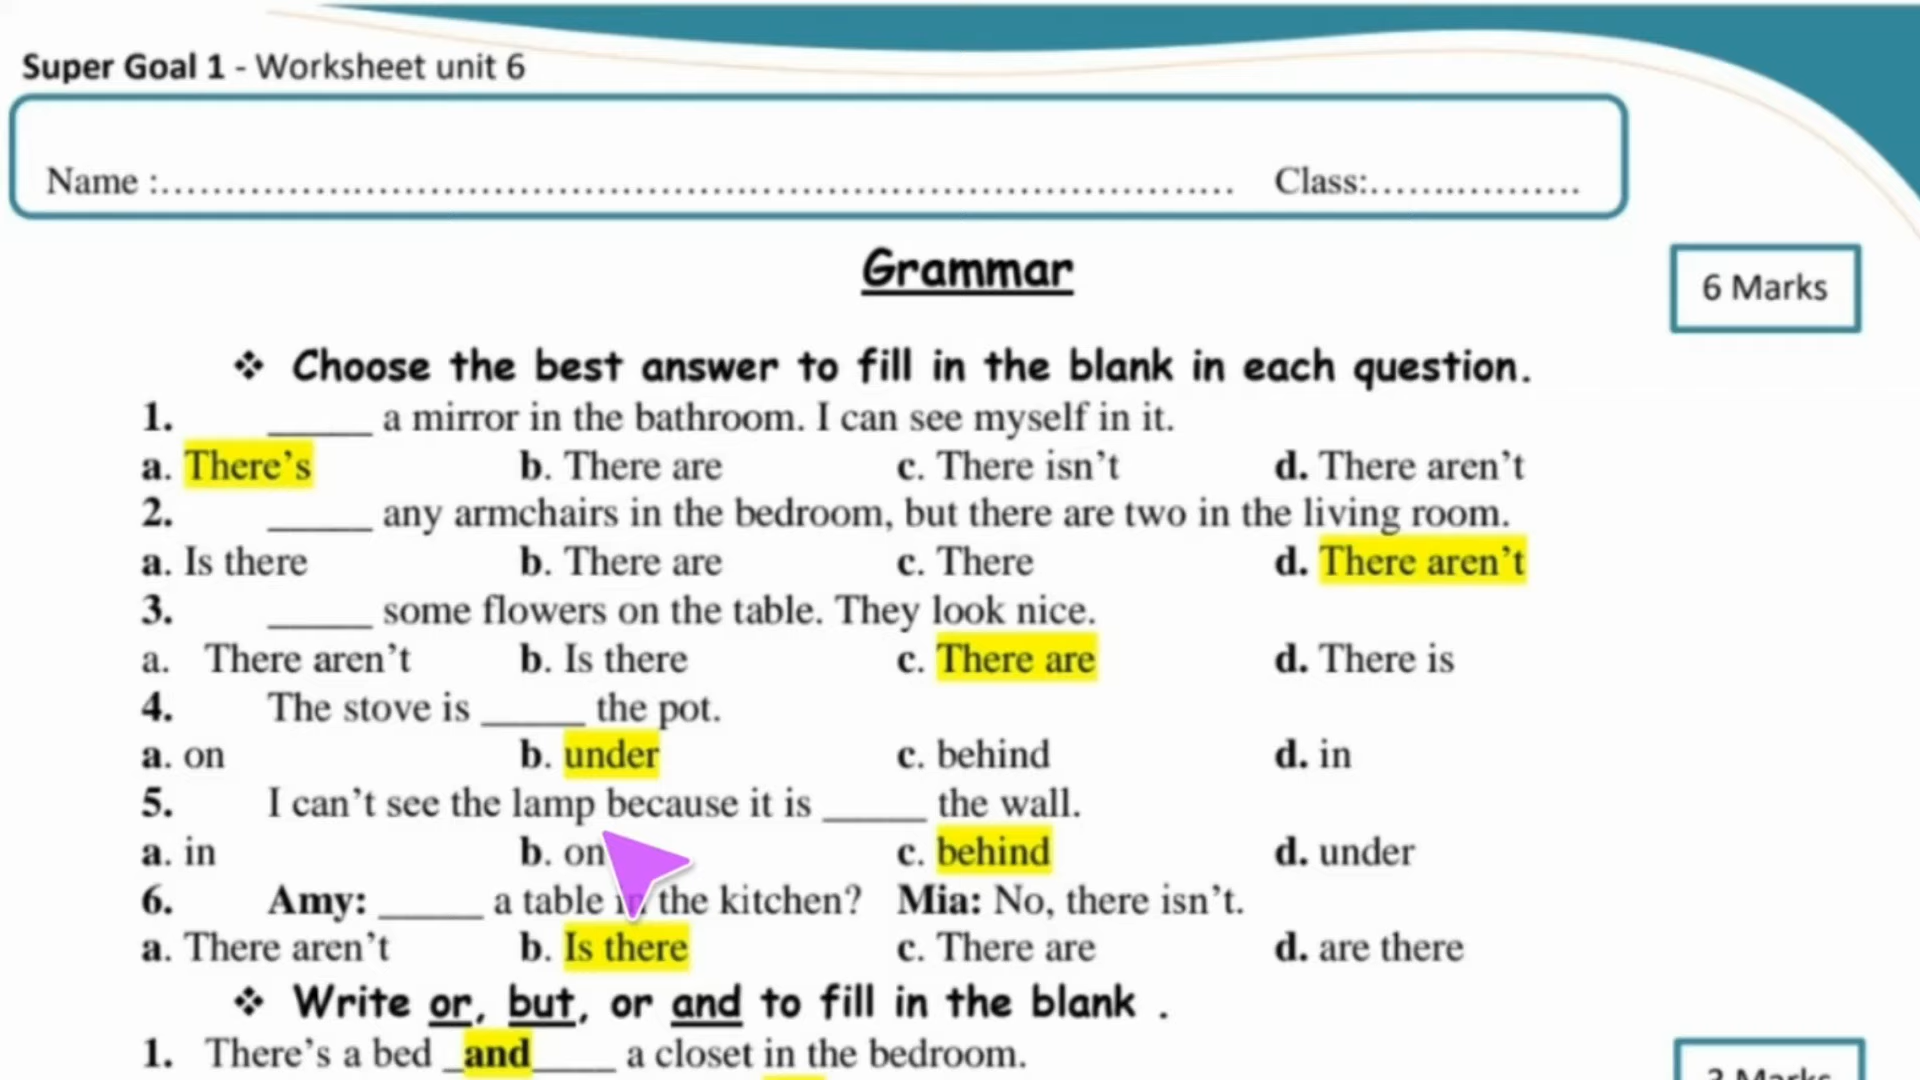 Super Goal 1 - Worksheet unit 6
Name :........................................................................................ Class:...................
Grammar
6 Marks
❖ Choose the best answer to fill in the blank in each question.
1. _____ a mirror in the bathroom. I can see myself in it.
a. There’s b. There are c. There isn’t d. There aren’t
2. _____ any armchairs in the bedroom, but there are two in the living room.
a. Is there b. There are c. There d. There aren’t
3. _____ some flowers on the table. They look nice.
a. There aren’t b. Is there c. There are d. There is
4. The stove is _____ the pot.
a. on b. under c. behind d. in
5. I can’t see the lamp because it is _____ the wall.
a. in b. on c. behind d. under
6. Amy: _____ a table in the kitchen? Mia: No, there isn’t.
a. There aren’t b. Is there c. There are d. are there
❖ Write or, but, or and to fill in the blank .
1. There’s a bed _and____ a closet in the bedroom.
3 Marks